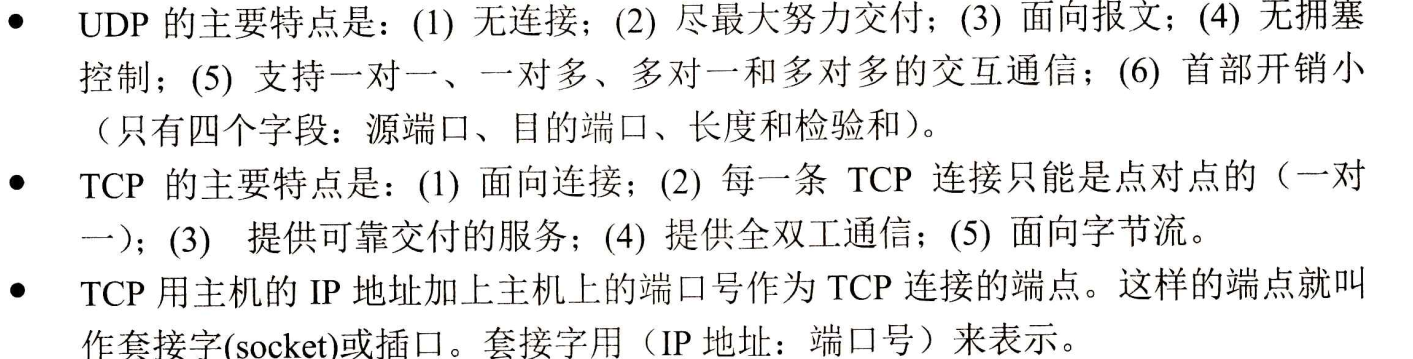 ● UDP 的主要特点是：(1) 无连接；(2) 尽最大努力交付；(3) 面向报文；(4) 无拥塞
控制；(5) 支持一对一、一对多、多对一和多对多的交互通信；(6) 首部开销小
（只有四个字段：源端口、目的端口、长度和检验和）。
● TCP 的主要特点是：(1) 面向连接；(2) 每一条 TCP 连接只能是点对点的（一对
一）；(3) 提供可靠交付的服务；(4) 提供全双工通信；(5) 面向字节流。
● TCP 用主机的 IP 地址加上主机上的端口号作为 TCP 连接的端点。这样的端点就叫
作套接字(socket)或插口。套接字用（IP 地址：端口号）来表示。